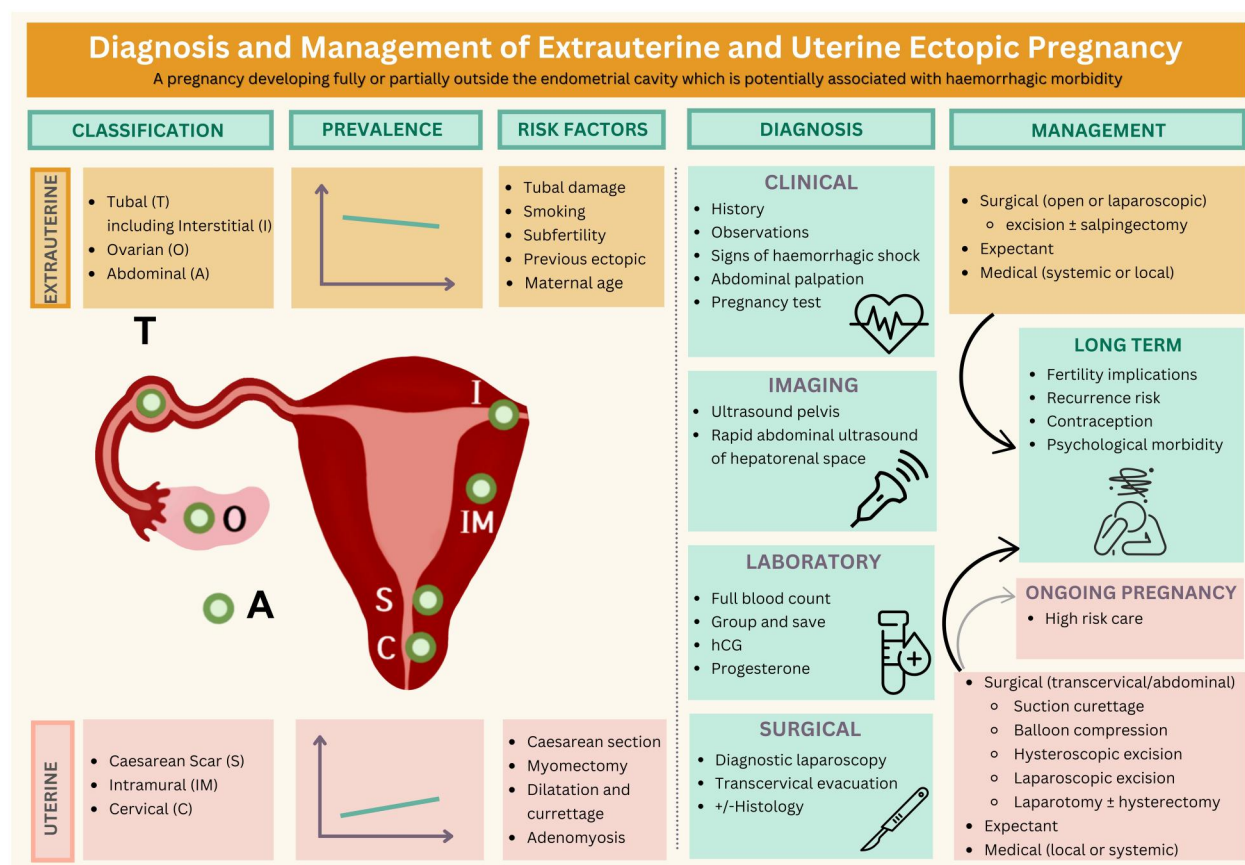 Diagnosis and Management of Extrauterine and Uterine Ectopic Pregnancy
A pregnancy developing fully or partially outside the endometrial cavity which is potentially associated with haemorrhagic morbidity
CLASSIFICATION
PREVALENCE
RISK FACTORS
DIAGNOSIS
MANAGEMENT
EXTRAUTERINE
• Tubal (T)
including Interstitial (I)
• Ovarian (O)
• Abdominal (A)
• Tubal damage
• Smoking
• Subfertility
• Previous ectopic
• Maternal age
T
I
O
IM
A
S
C
UTERINE
• Caesarean Scar (S)
• Intramural (IM)
• Cervical (C)
• Caesarean section
• Myomectomy
• Dilatation and
currettage
• Adenomyosis
CLINICAL
• History
• Observations
• Signs of haemorrhagic shock
• Abdominal palpation
• Pregnancy test
IMAGING
• Ultrasound pelvis
• Rapid abdominal ultrasound
of hepatorenal space
LABORATORY
• Full blood count
• Group and save
• hCG
• Progesterone
SURGICAL
• Diagnostic laparoscopy
• Transcervical evacuation
• +/-Histology
• Surgical (open or laparoscopic)
○ excision ± salpingectomy
• Expectant
• Medical (systemic or local)
LONG TERM
• Fertility implications
• Recurrence risk
• Contraception
• Psychological morbidity
ONGOING PREGNANCY
• High risk care
• Surgical (transcervical/abdominal)
○ Suction curettage
○ Balloon compression
○ Hysteroscopic excision
○ Laparoscopic excision
○ Laparotomy ± hysterectomy
• Expectant
• Medical (local or systemic)